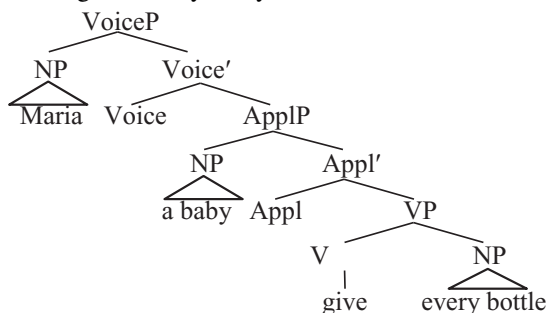 VoiceP
NP Voice′
Maria Voice ApplP
NP Appl′
a baby Appl VP
V NP
give every bottle